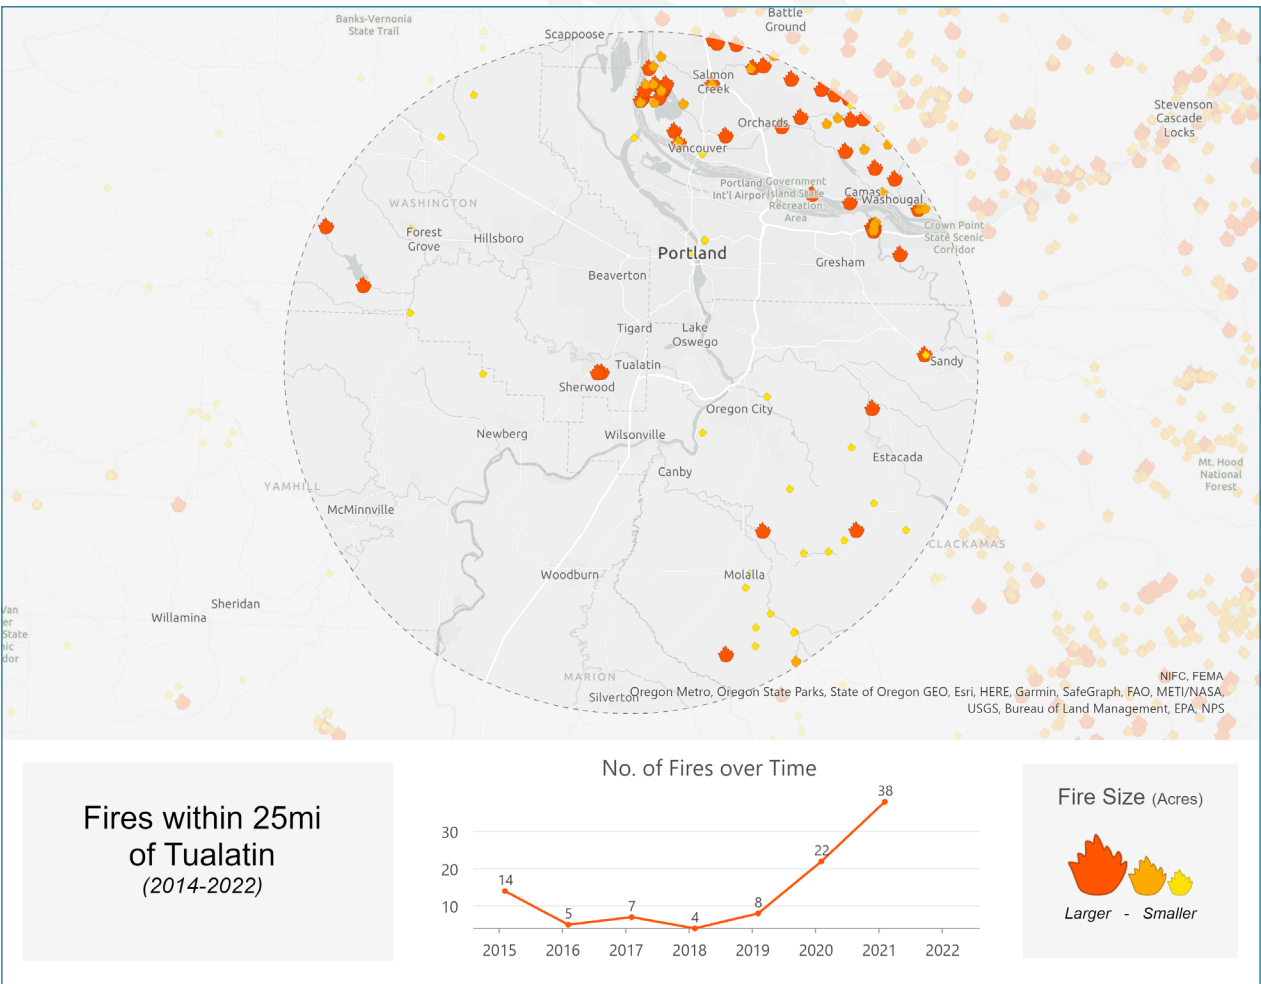 Banks-Vernonia
State Trail
Scappoose
Battle
Ground
Salmon
Creek
Stevenson
Cascade
Locks
Orchards
Vancouver
Portland
Int'l Airport
Government
Island State
Recreation
Area
Camas
Washougal
WASHINGTON
Forest
Grove
Hillsboro
Crown Point
State Scenic
Corridor
Portland
Beaverton
Gresham
Tigard
Lake
Oswego
Tualatin
Sherwood
Sandy
Oregon City
Newberg
Wilsonville
Estacada
Canby
Mt. Hood
National
Forest
YAMHILL
McMinnville
CLACKAMAS
Woodburn
Molalla
Sheridan
Willamina
Van
er
State
nic
dor
MARION
Silverton
NIFC, FEMA
Oregon Metro, Oregon State Parks, State of Oregon GEO, Esri, HERE, Garmin, SafeGraph, FAO, METI/NASA,
USGS, Bureau of Land Management, EPA, NPS
Fires within 25mi
of Tualatin
(2014-2022)
No. of Fires over Time
30
20
10
14
5
7
4
8
22
38
2015 2016 2017 2018 2019 2020 2021 2022
Fire Size (Acres)
Larger - Smaller